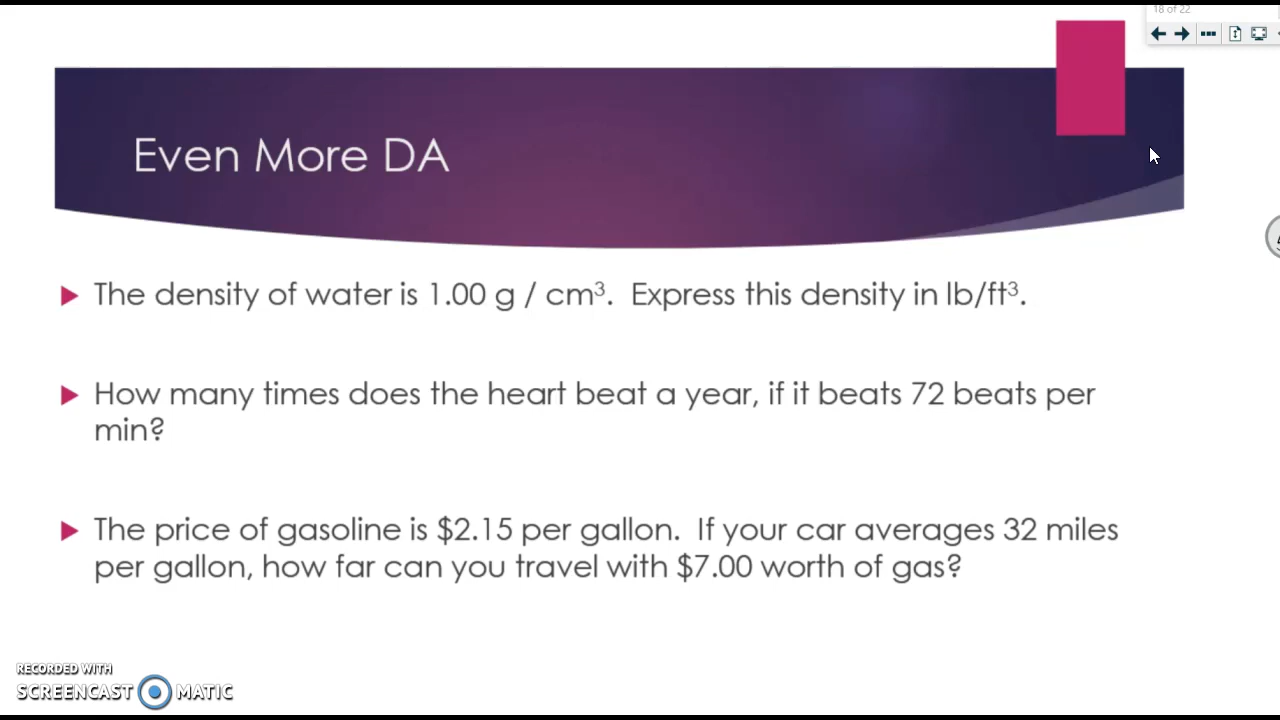 18 of 22
Even More DA
The density of water is 1.00 g / cm³.  Express this density in lb/ft³.
How many times does the heart beat a year, if it beats 72 beats per
min?
The price of gasoline is $2.15 per gallon.  If your car averages 32 miles
per gallon, how far can you travel with $7.00 worth of gas?
RECORDED WITH
SCREENCAST MATIC